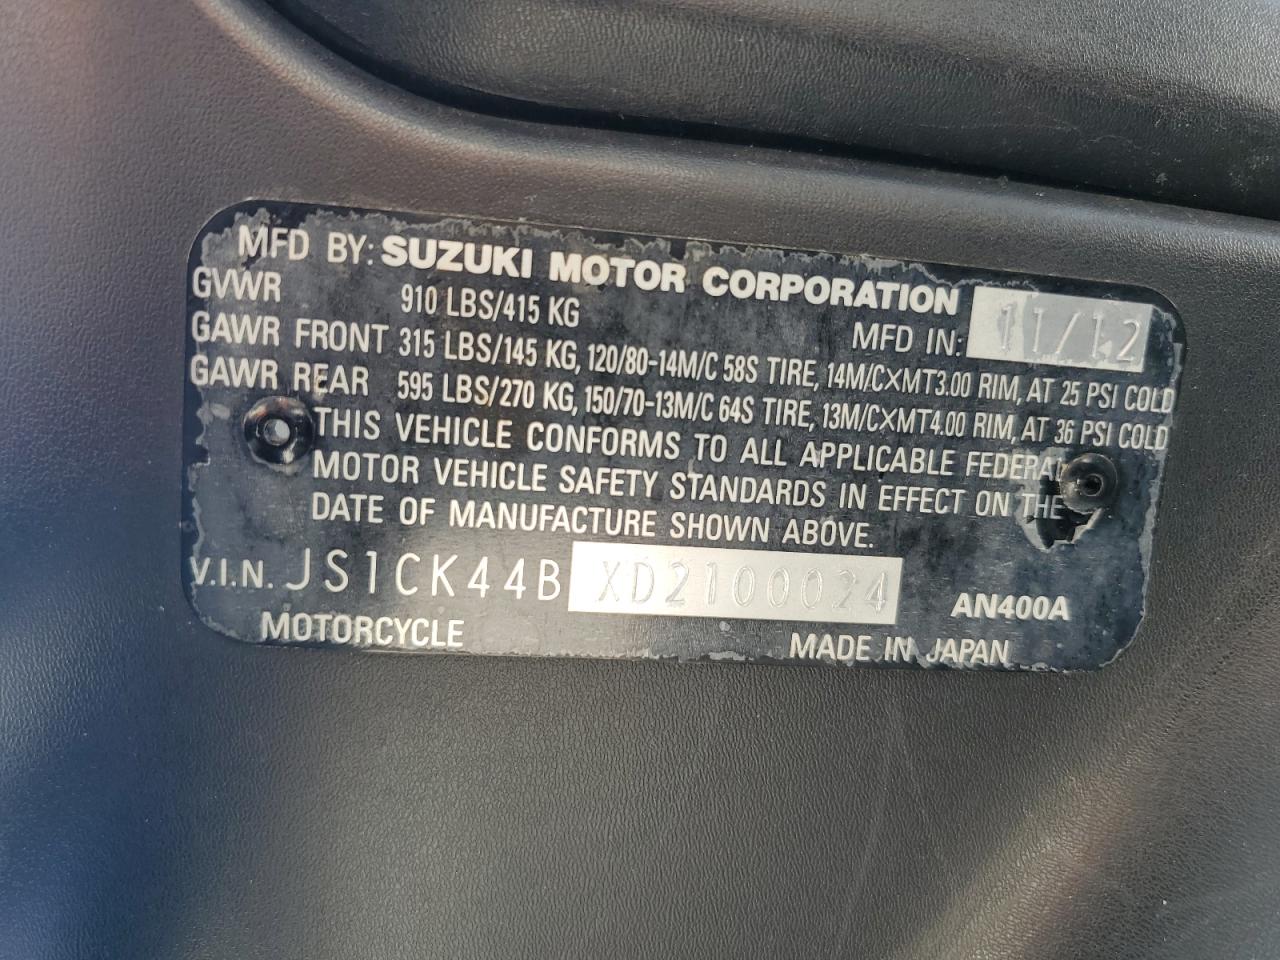 MFD BY: SUZUKI MOTOR CORPORATION
GVWR 910 LBS/415 KG MFD IN: 11/12
GAWR FRONT 315 LBS/145 KG, 120/80-14M/C 58S TIRE, 14M/C×MT3.00 RIM, AT 25 PSI COLD
GAWR REAR 595 LBS/270 KG, 150/70-13M/C 64S TIRE, 13M/C×MT4.00 RIM, AT 36 PSI COLD
THIS VEHICLE CONFORMS TO ALL APPLICABLE FEDERAL
MOTOR VEHICLE SAFETY STANDARDS IN EFFECT ON THE
DATE OF MANUFACTURE SHOWN ABOVE.
V.I.N. JS1CK44BXD2100024 AN400A
MOTORCYCLE MADE IN JAPAN